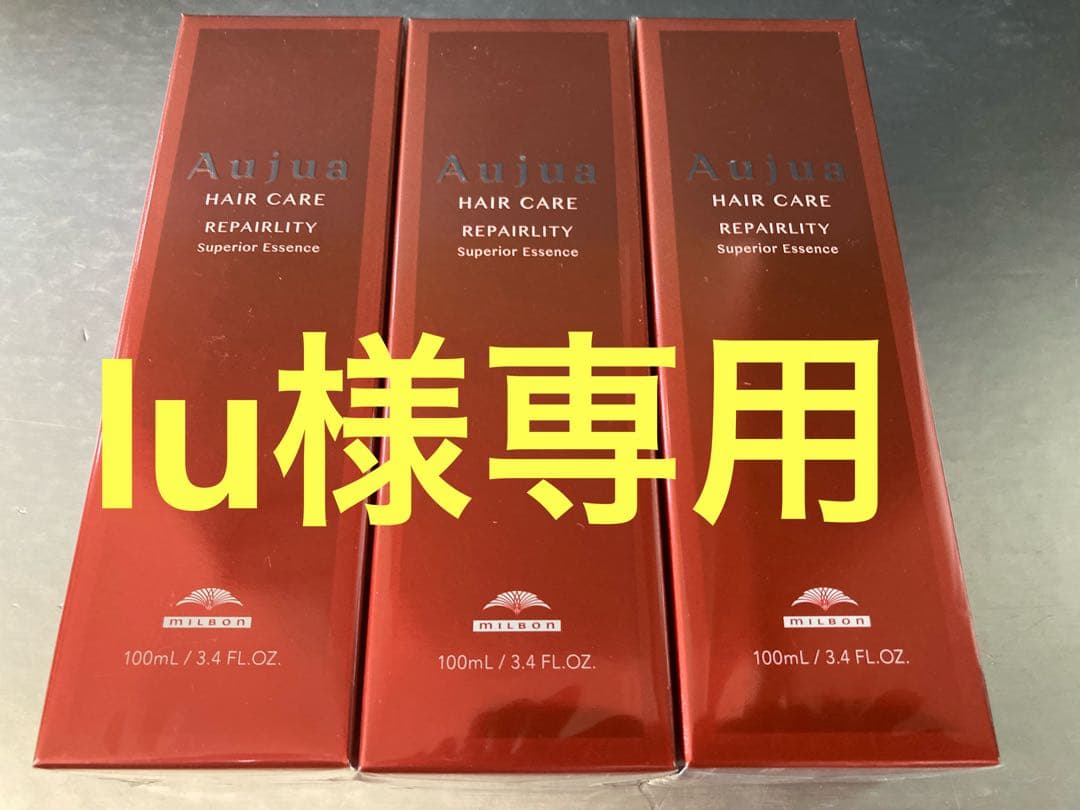 Aujua
HAIR CARE
REPAIRLITY
Superior Essence
Aujua
HAIR CARE
REPAIRLITY
Superior Essence
Aujua
HAIR CARE
REPAIRLITY
Superior Essence
lu様専用
MILBON
100mL / 3.4 FL.OZ.
MILBON
100mL / 3.4 FL.OZ.
MILBON
100mL / 3.4 FL.OZ.